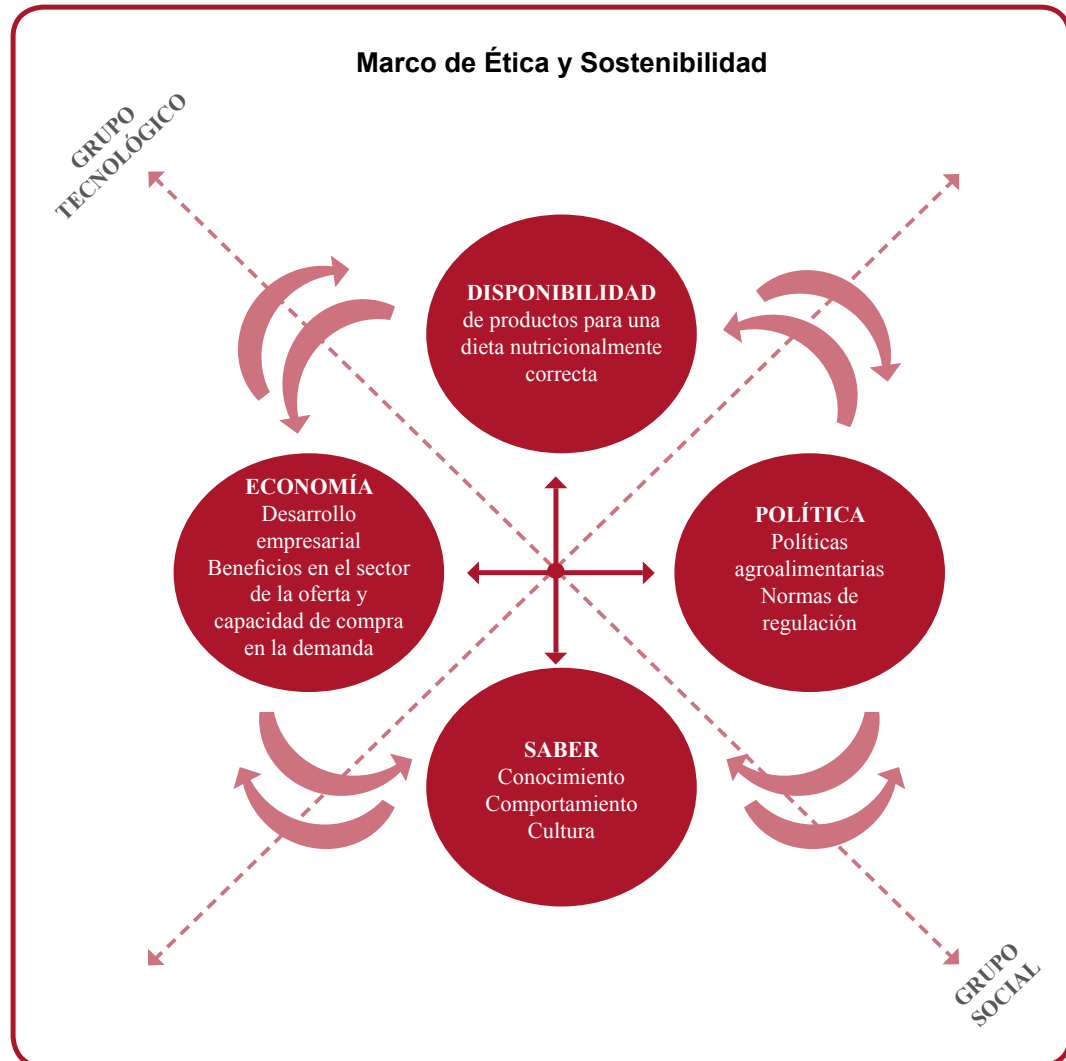 Marco de Ética y Sostenibilidad
GRUPO
TECNOLÓGICO
DISPONIBILIDAD
de productos para una
dieta nutricionalmente
correcta
ECONOMÍA
Desarrollo
empresarial
Beneficios en el sector
de la oferta y
capacidad de compra
en la demanda
POLÍTICA
Políticas
agroalimentarias
Normas de
regulación
SABER
Conocimiento
Comportamiento
Cultura
GRUPO
SOCIAL